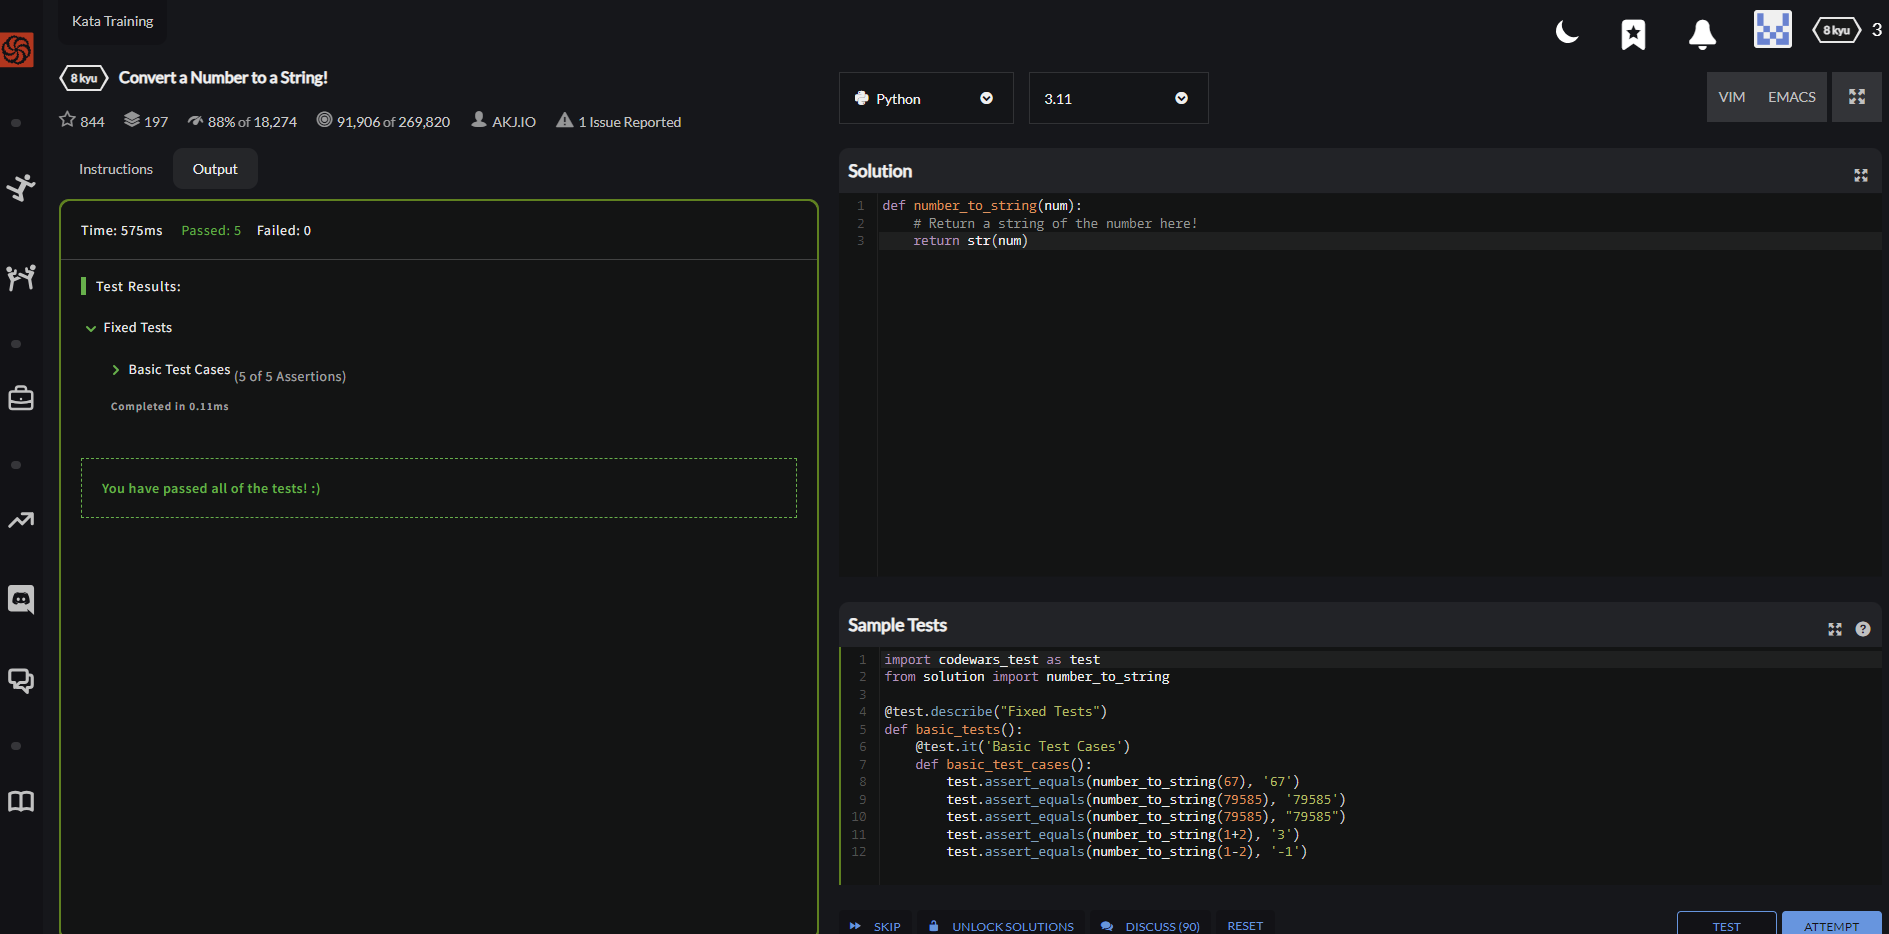 Kata Training
8 kyu 3
8 kyu Convert a Number to a String!
844 197 88% of 18,274 91,906 of 269,820 AKJ.IO 1 Issue Reported
Python
3.11
VIM EMACS
Instructions Output
Time: 575ms Passed: 5 Failed: 0
Test Results:
Fixed Tests
Basic Test Cases (5 of 5 Assertions)
Completed in 0.11ms
You have passed all of the tests! :)
Solution
1 def number_to_string(num):
2     # Return a string of the number here!
3     return str(num)
Sample Tests
?
1 import codewars_test as test
2 from solution import number_to_string
3
4 @test.describe("Fixed Tests")
5 def basic_tests():
6     @test.it('Basic Test Cases')
7     def basic_test_cases():
8         test.assert_equals(number_to_string(67), '67')
9         test.assert_equals(number_to_string(79585), '79585')
10         test.assert_equals(number_to_string(79585), "79585")
11         test.assert_equals(number_to_string(1+2), '3')
12         test.assert_equals(number_to_string(1-2), '-1')
SKIP UNLOCK SOLUTIONS DISCUSS (90) RESET TEST ATTEMPT